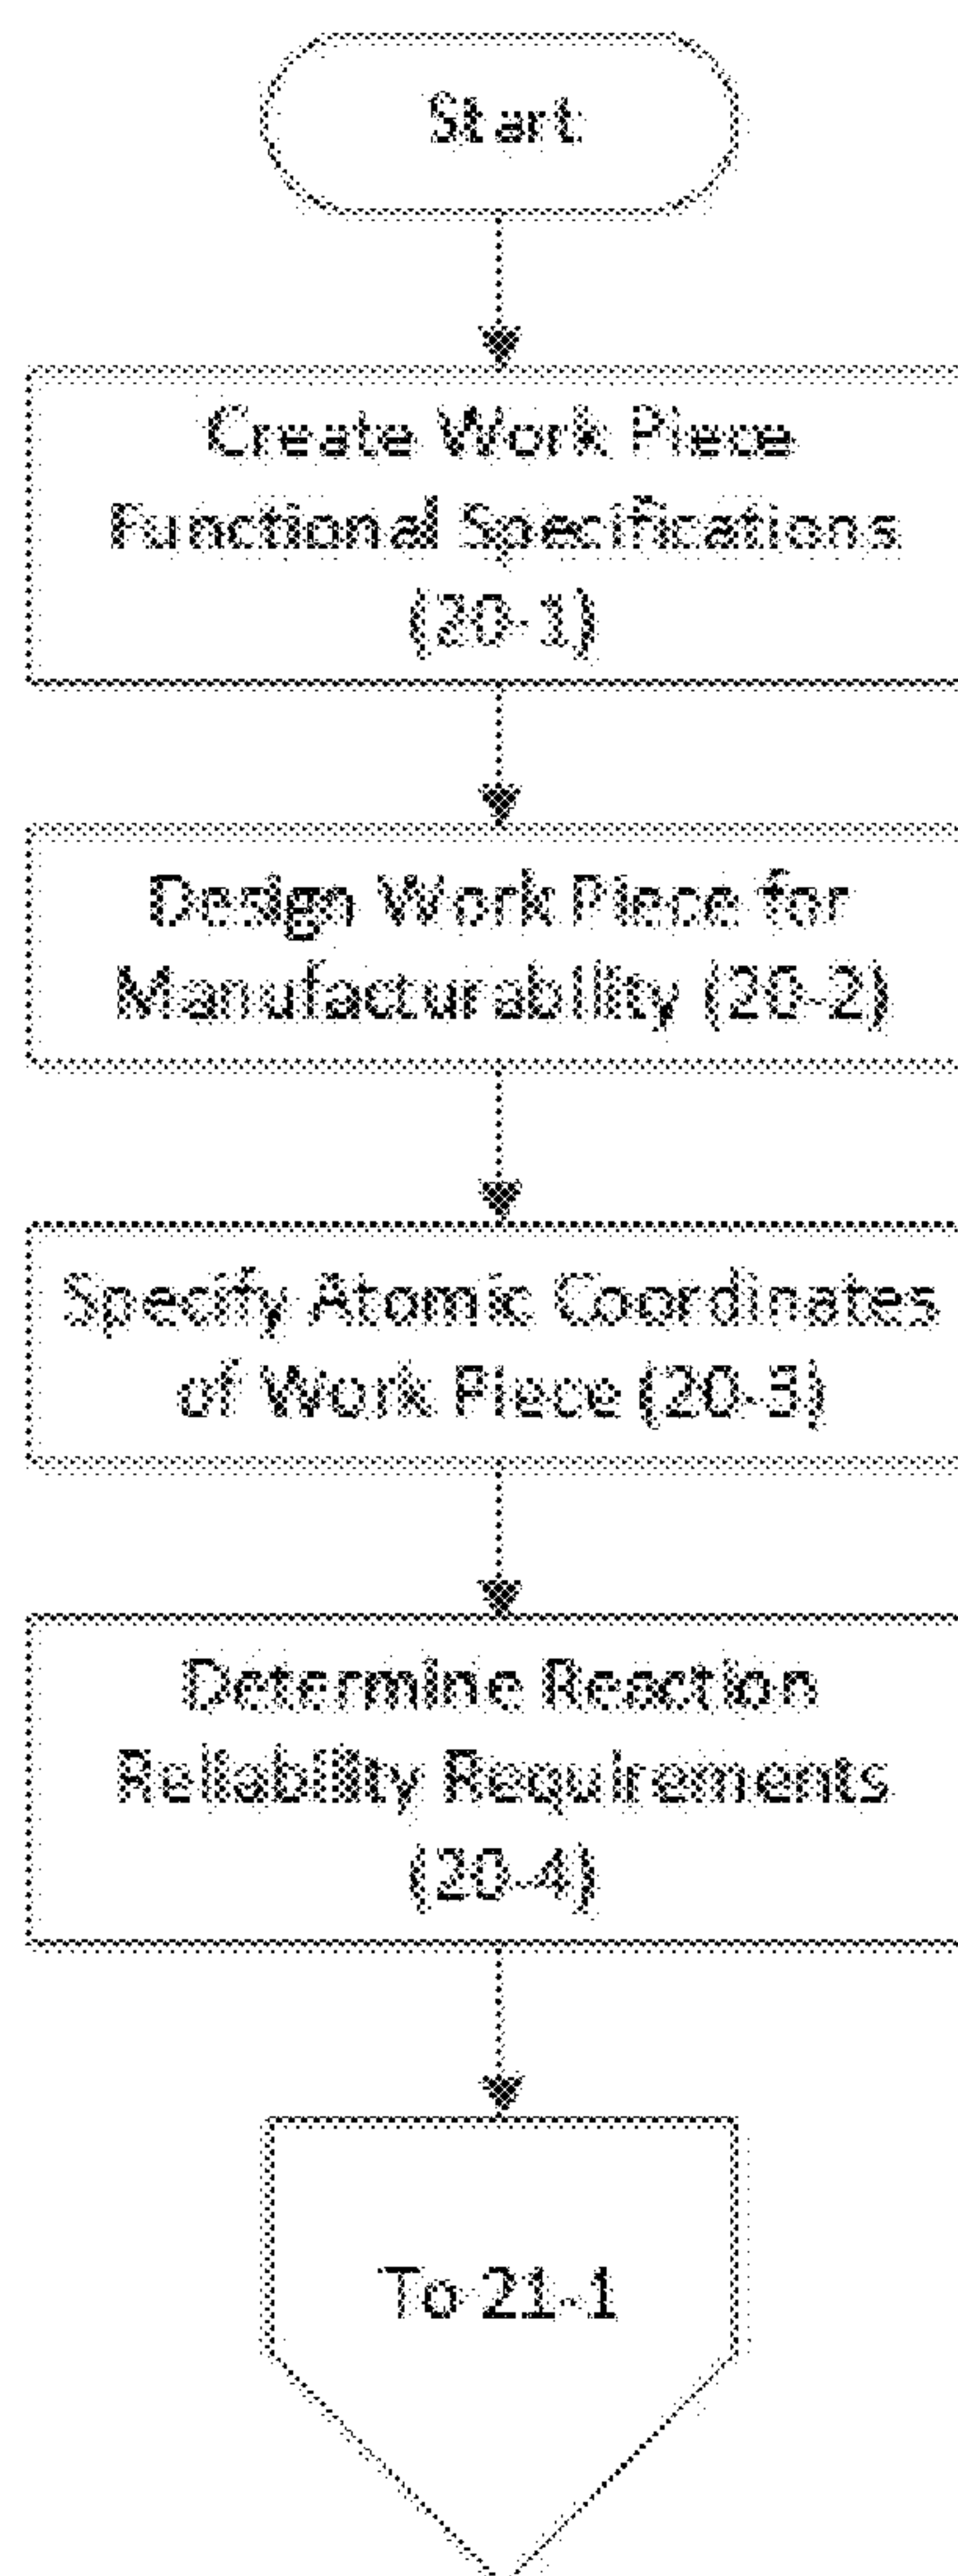 Start
Create Work Piece
Functional Specifications
(20-1)
Design Work Piece for
Manufacturability (20-2)
Specify Atomic Coordinates
of Work Piece (20-3)
Determine Reaction
Reliability Requirements
(20-4)
To 21-1